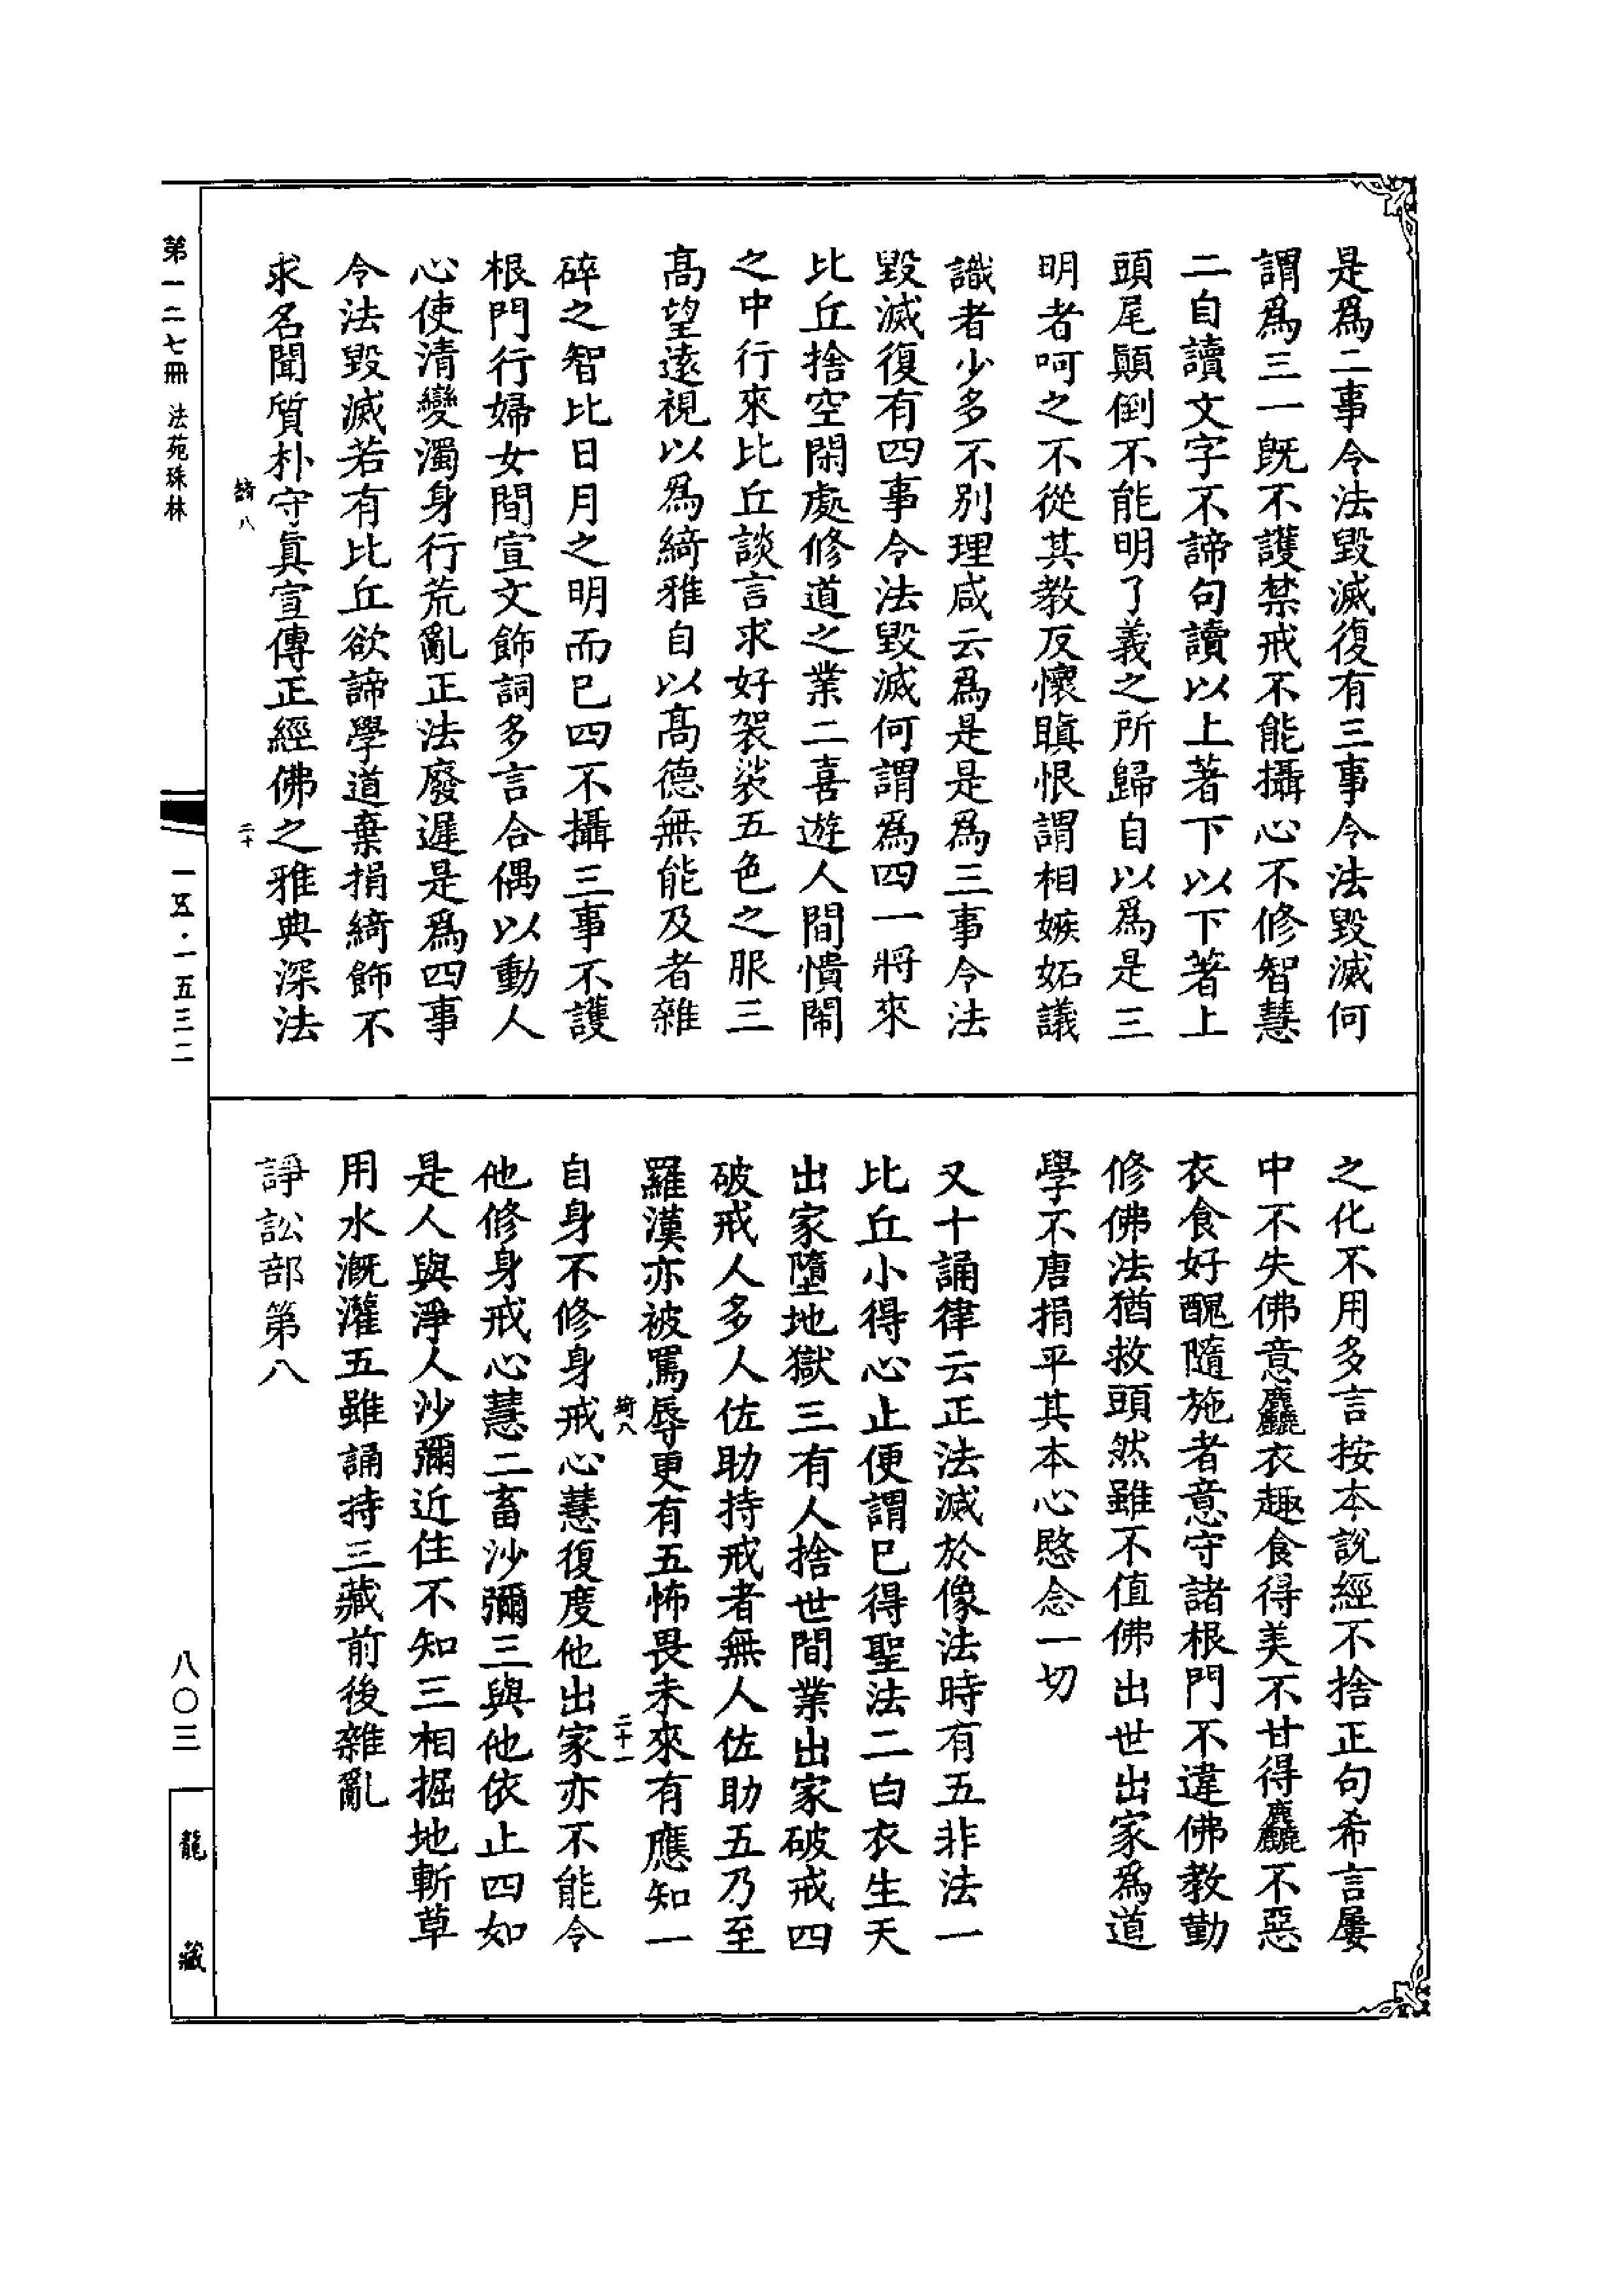 是爲二事令法毀滅復有三事令法毀滅何
謂爲三一旣不護禁戒不能攝心不修智慧
二自讀文字不諦句讀以上著下以下著上
頭尾顚倒不能明了義之所歸自以爲是三
明者呵之不從其教反懷瞋恨謂相嫉妬議
識者少多不別理咸云爲是是爲三事令法
毀滅復有四事令法毀滅何謂爲四一將來
比丘捨空閑處修道之業二喜遊人間憒鬧
之中行來比丘談言求好袈裟五色之服三
高望遠視以爲綺雅自以高德無能及者雜
碎之智比日月之明而已四不攝三事不護
根門行婦女間宣文飾詞多言合偶以動人
心使清變濁身行荒亂正法廢遲是爲四事
令法毀滅若有比丘欲諦學道棄捐綺飾不
求名聞質朴守眞宣傳正經佛之雅典深法
綺八
二十
之化不用多言按本說經不捨正句希言屢
中不失佛意麤衣趣食得美不甘得麤不惡
衣食好醜隨施者意守諸根門不違佛教勤
修佛法猶救頭然雖不值佛出世出家爲道
學不唐捐平其本心愍念一切
又十誦律云正法滅於像法時有五非法一
比丘小得心止便謂已得聖法二白衣生天
出家墮地獄三有人捨世間業出家破戒四
破戒人多人佐助持戒者無人佐助五乃至
羅漢亦被罵辱更有五怖畏未來有應知一
綺八
二十一
自身不修身戒心慧復度他出家亦不能令
他修身戒心慧二畜沙彌三與他依止四如
是人與淨人沙彌近住不知三相掘地斬草
用水漑灌五雖誦持三藏前後雜亂
諍訟部第八
第一二七冊 法苑珠林
一五·一五三二
八〇三
龍藏